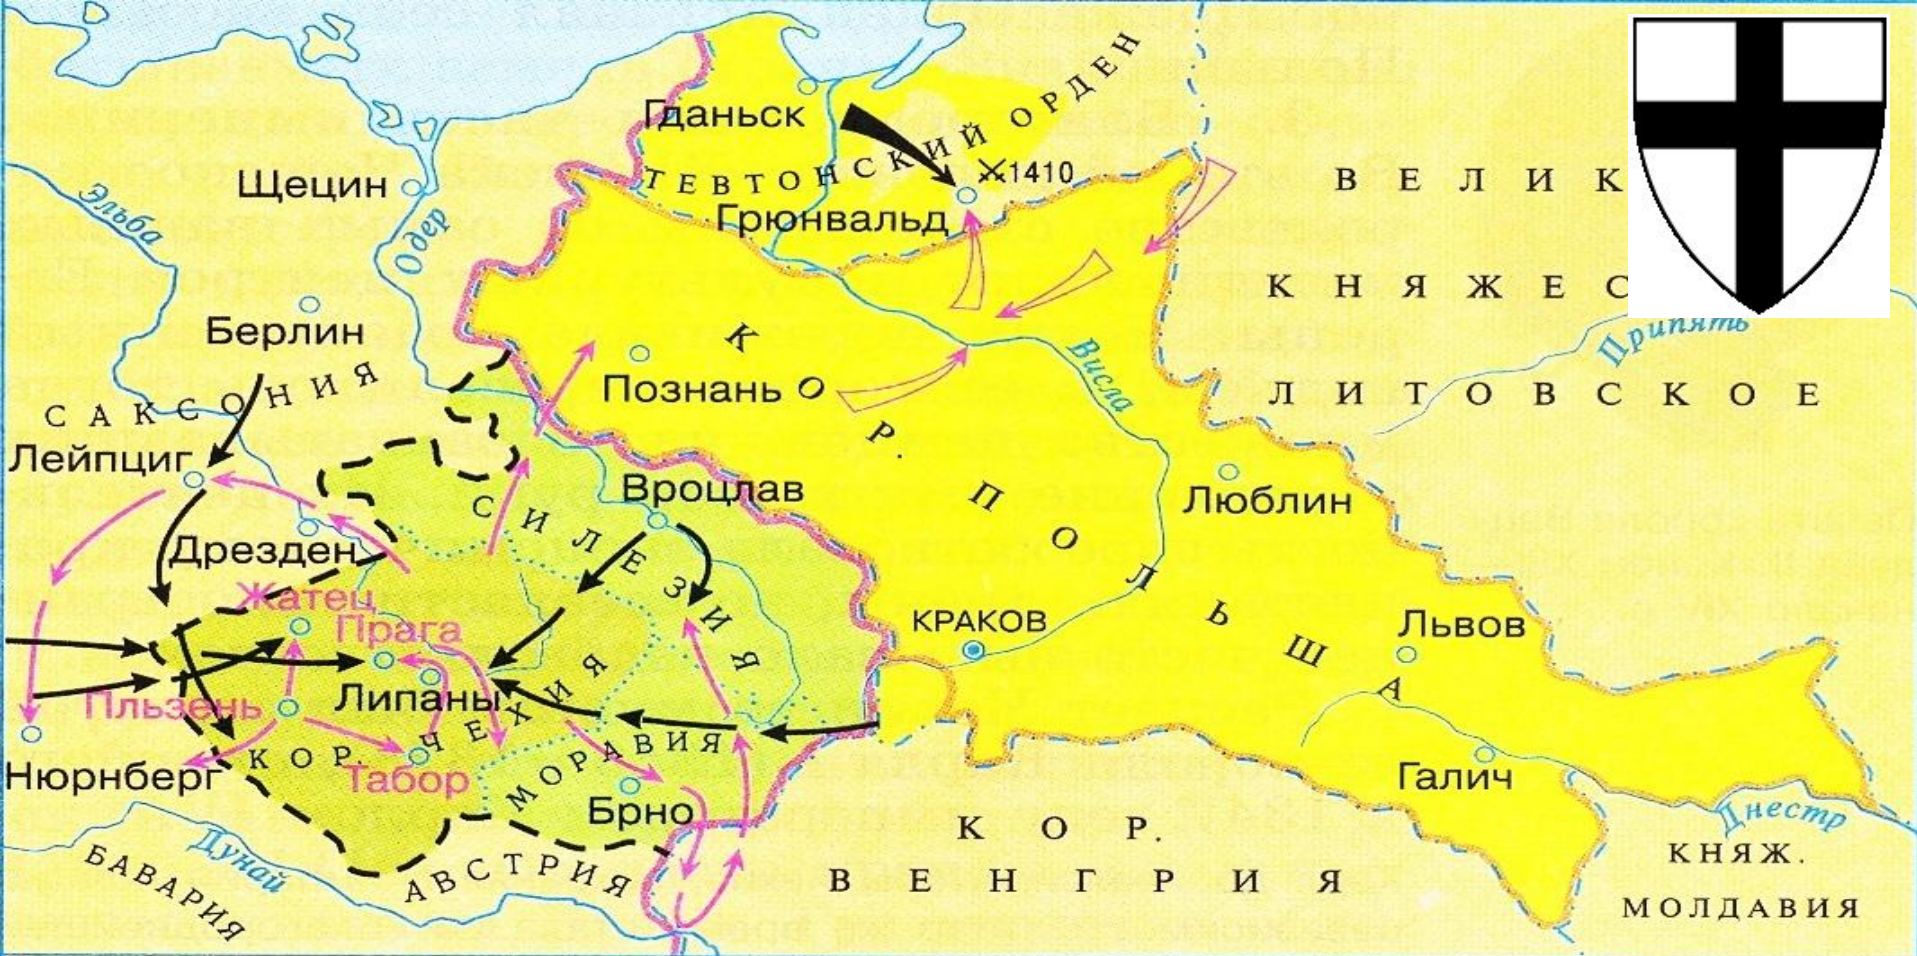 Гданьск
ТЕВТОНСКИЙ ОРДЕН
1410
Грюнвальд
Щецин
Эльба
Одер
Берлин
САКСОНИЯ
Лейпциг
Дрезден
Познань
КОР. ПОЛЬША
Висла
ВЕЛИК
КНЯЖЕС
ЛИТОВСКОЕ
Припять
Люблин
Вроцлав
СИЛЕЗИЯ
Жатец
Прага
Пльзень
Липаны
КОР. ЧЕХИЯ
Табор
МОРАВИЯ
Брно
Нюрнберг
Дунай
БАВАРИЯ
АВСТРИЯ
КРАКОВ
Львов
Галич
Днестр
КОР.
ВЕНГРИЯ
КНЯЖ.
МОЛДАВИЯ